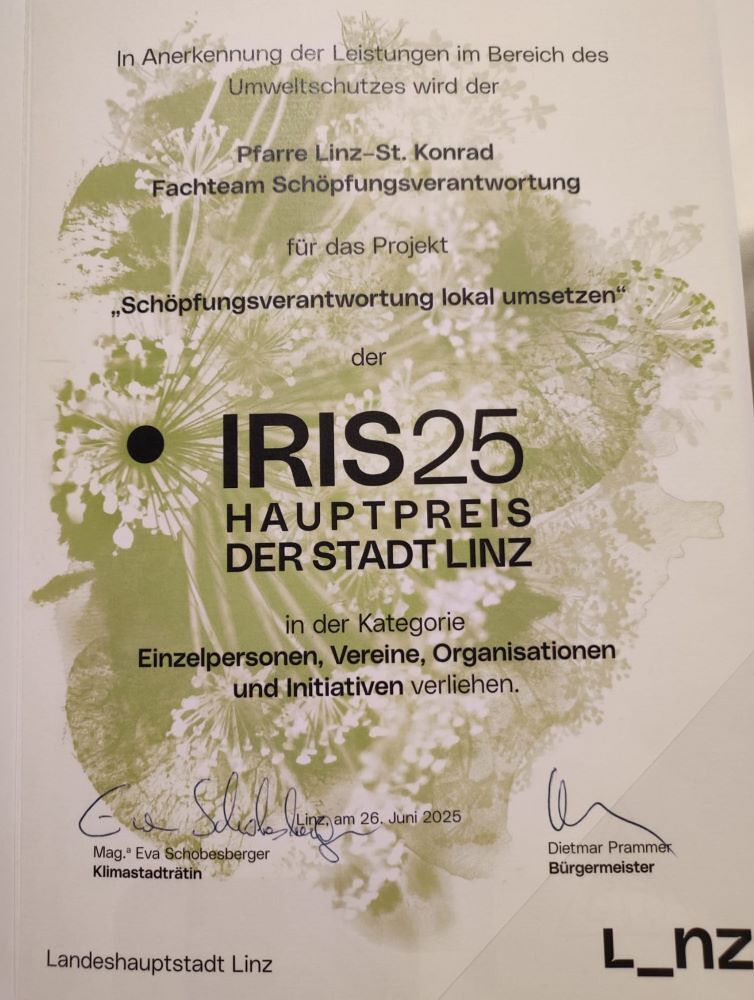 In Anerkennung der Leistungen im Bereich des
Umweltschutzes wird der
Pfarre Linz–St. Konrad
Fachteam Schöpfungsverantwortung
für das Projekt
„Schöpfungsverantwortung lokal umsetzen“
der
IRIS25
HAUPTPREIS
DER STADT LINZ
in der Kategorie
Einzelpersonen, Vereine, Organisationen
und Initiativen verliehen.
Eva Schobesberger
Linz, am 26. Juni 2025
Mag.ª Eva Schobesberger
Klimastadträtin
Dietmar Prammer
Bürgermeister
Landeshauptstadt Linz
L_nz